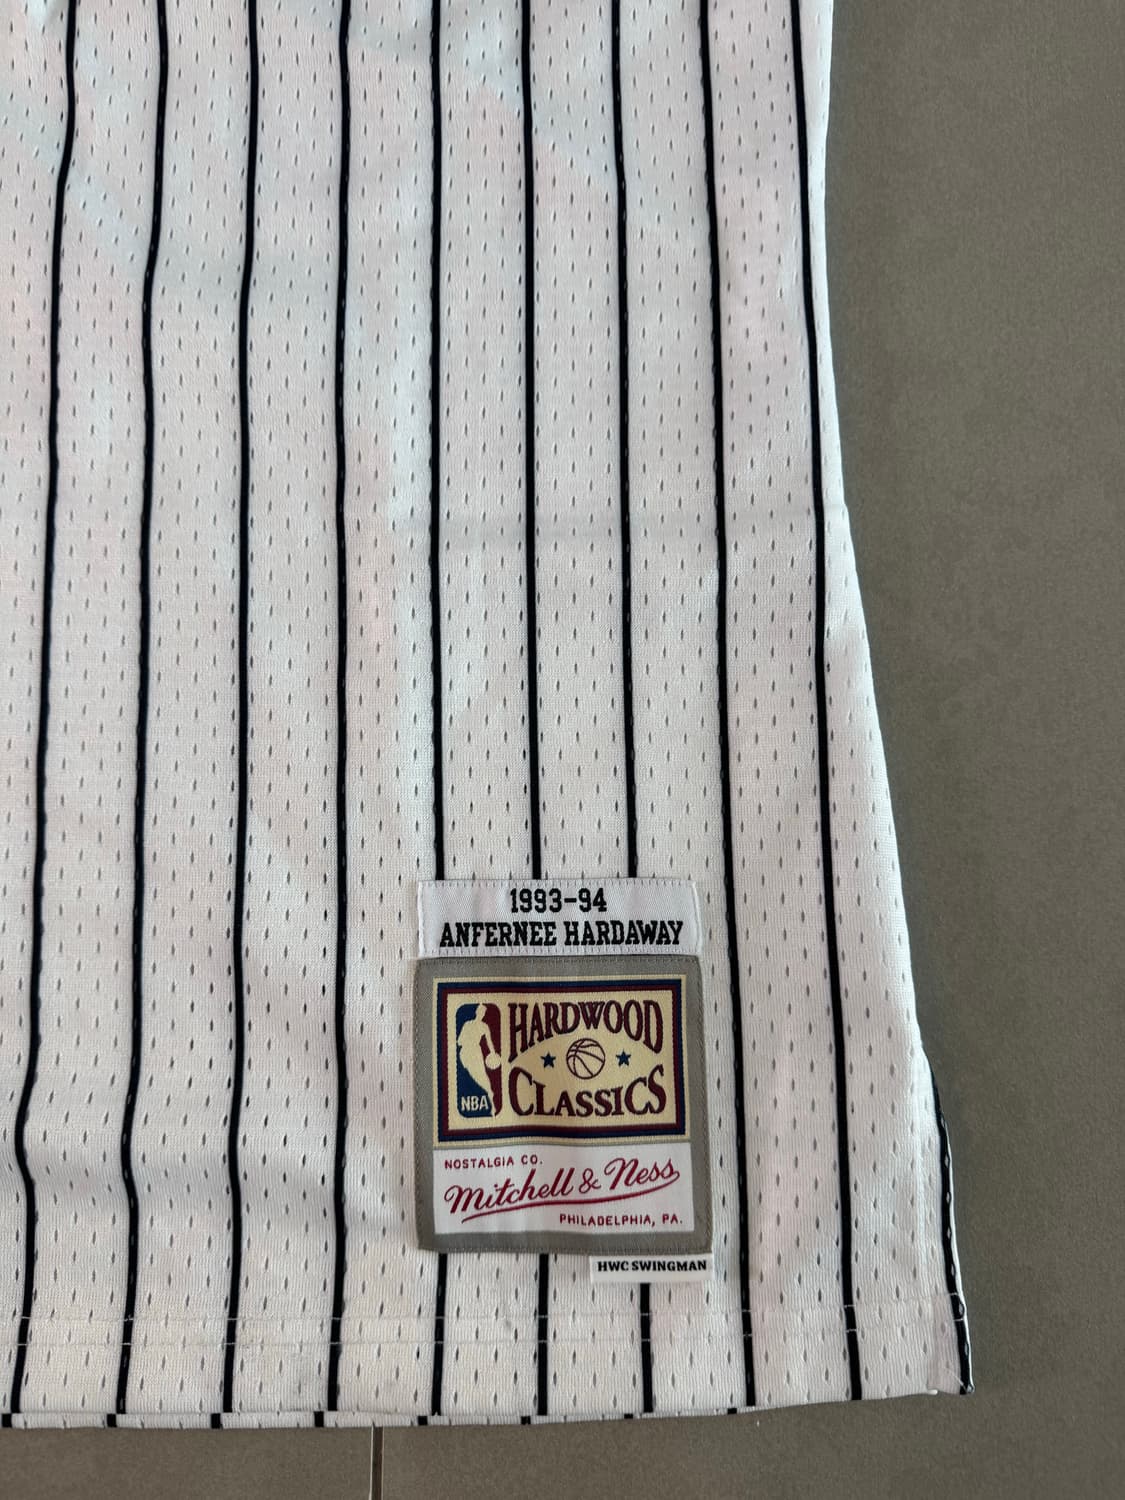 1993-94
ANFERNEE HARDAWAY
HARDWOOD
NBA
CLASSICS
NOSTALGIA CO.
Mitchell & Ness
PHILADELPHIA, PA.
HWC SWINGMAN